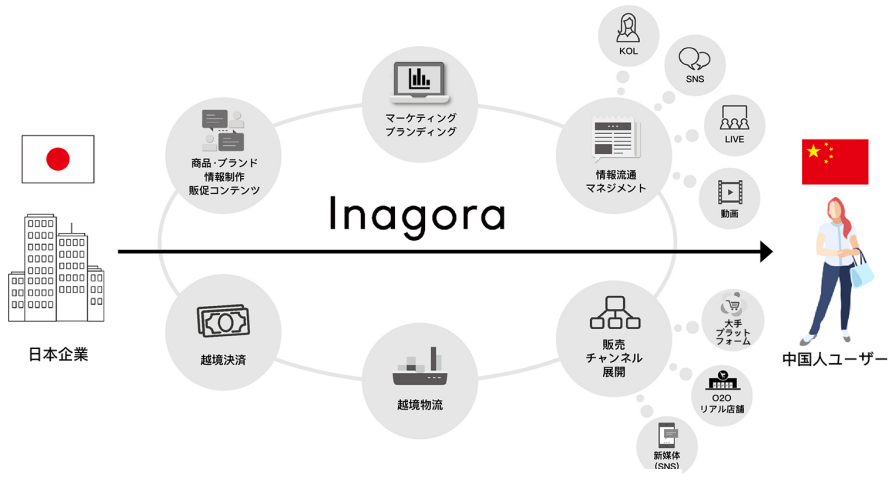 KOL
SNS
LIVE
動画
マーケティング
ブランディング
商品・ブランド
情報制作
販促コンテンツ
情報流通
マネジメント
Inagora
日本企業
中国人ユーザー
越境決済
越境物流
販売
チャンネル
展開
大手
プラット
フォーム
O2O
リアル店舗
新媒体
(SNS)